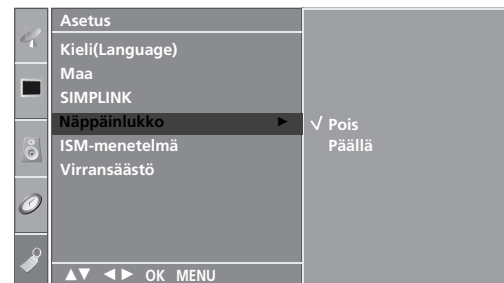 Asetus
Kieli(Language)
Maa
SIMPLINK
Näppäinlukko ►
ISM-menetelmä
Virransäästö
√ Pois
Päällä
▲▼ ◄► OK MENU